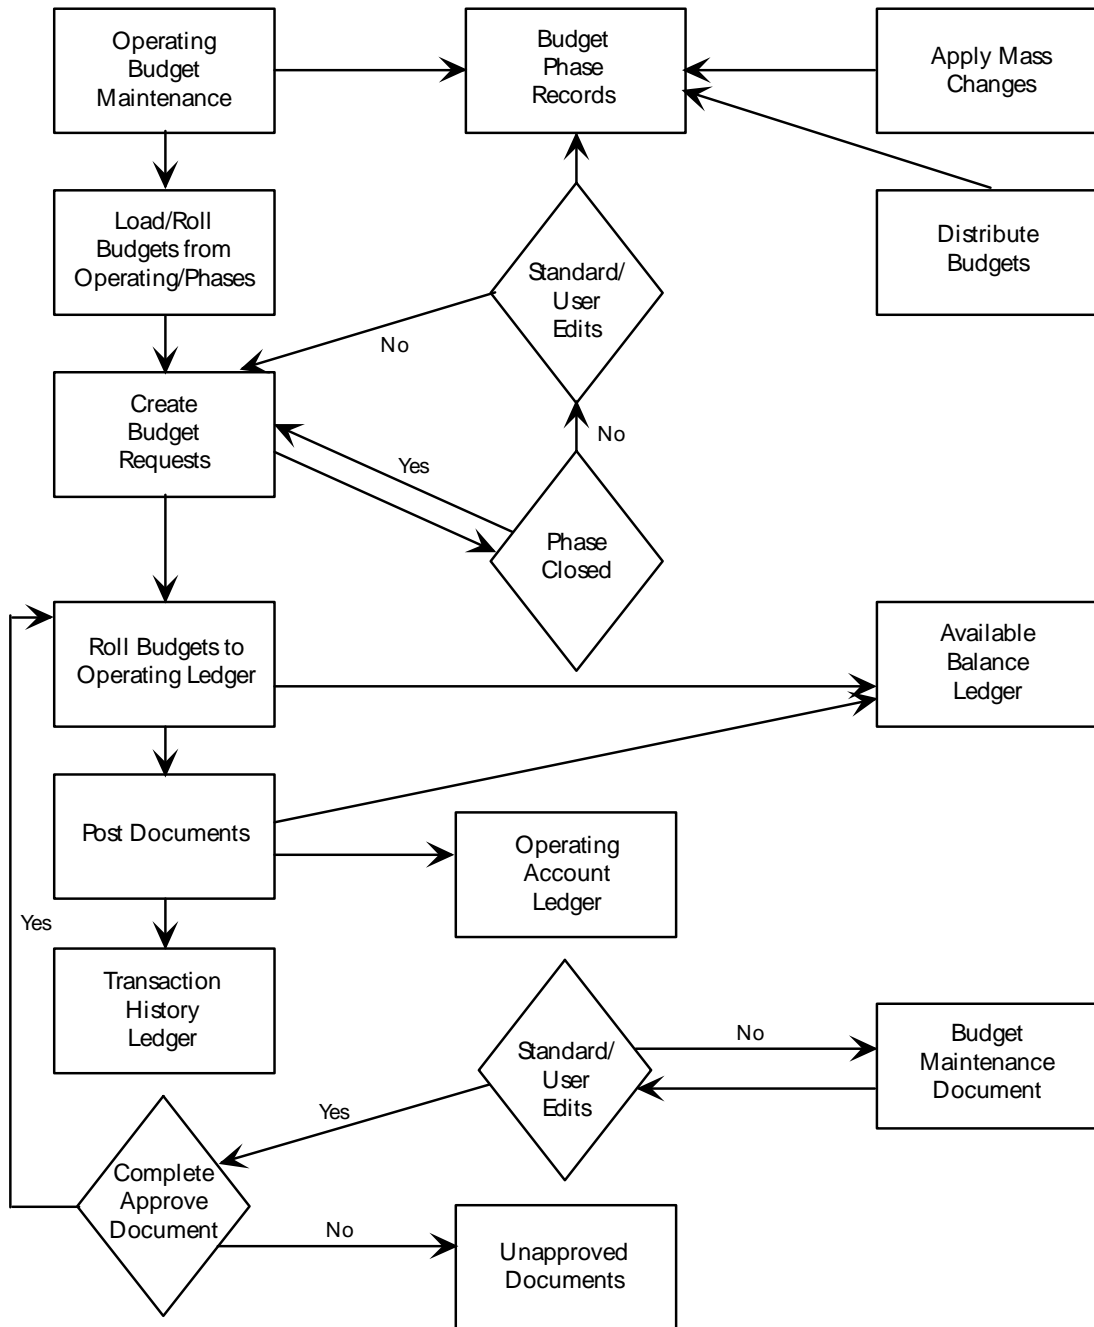 Operating
Budget
Maintenance
Budget
Phase
Records
Apply Mass
Changes
Load/Roll
Budgets from
Operating/Phases
Standard/
User
Edits
Distribute
Budgets
No
Create
Budget
Requests
No
Yes
Phase
Closed
Roll Budgets to
Operating Ledger
Available
Balance
Ledger
Post Documents
Operating
Account
Ledger
Yes
Transaction
History
Ledger
Standard/
User
Edits
No
Budget
Maintenance
Document
Yes
Complete
Approve
Document
No
Unapproved
Documents